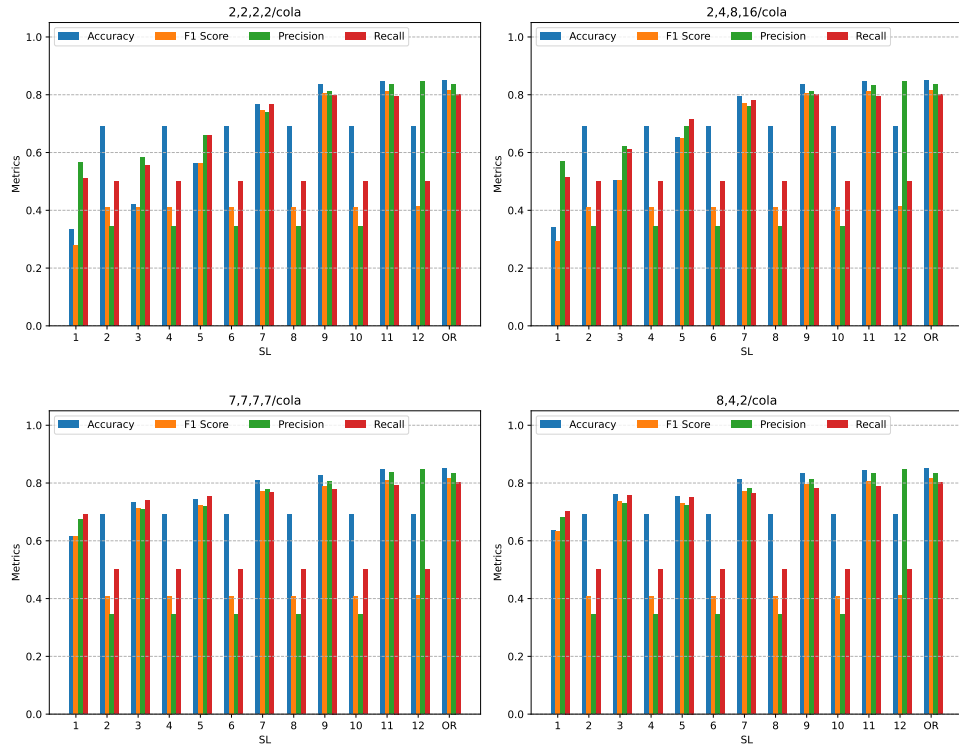 2,2,2,2/cola
Accuracy F1 Score Precision Recall
1.0
0.8
0.6
0.4
0.2
0.0
Metrics
1 2 3 4 5 6 7 8 9 10 11 12 OR
SL
2,4,8,16/cola
Accuracy F1 Score Precision Recall
1.0
0.8
0.6
0.4
0.2
0.0
Metrics
1 2 3 4 5 6 7 8 9 10 11 12 OR
SL
7,7,7,7/cola
Accuracy F1 Score Precision Recall
1.0
0.8
0.6
0.4
0.2
0.0
Metrics
1 2 3 4 5 6 7 8 9 10 11 12 OR
SL
8,4,2/cola
Accuracy F1 Score Precision Recall
1.0
0.8
0.6
0.4
0.2
0.0
Metrics
1 2 3 4 5 6 7 8 9 10 11 12 OR
SL